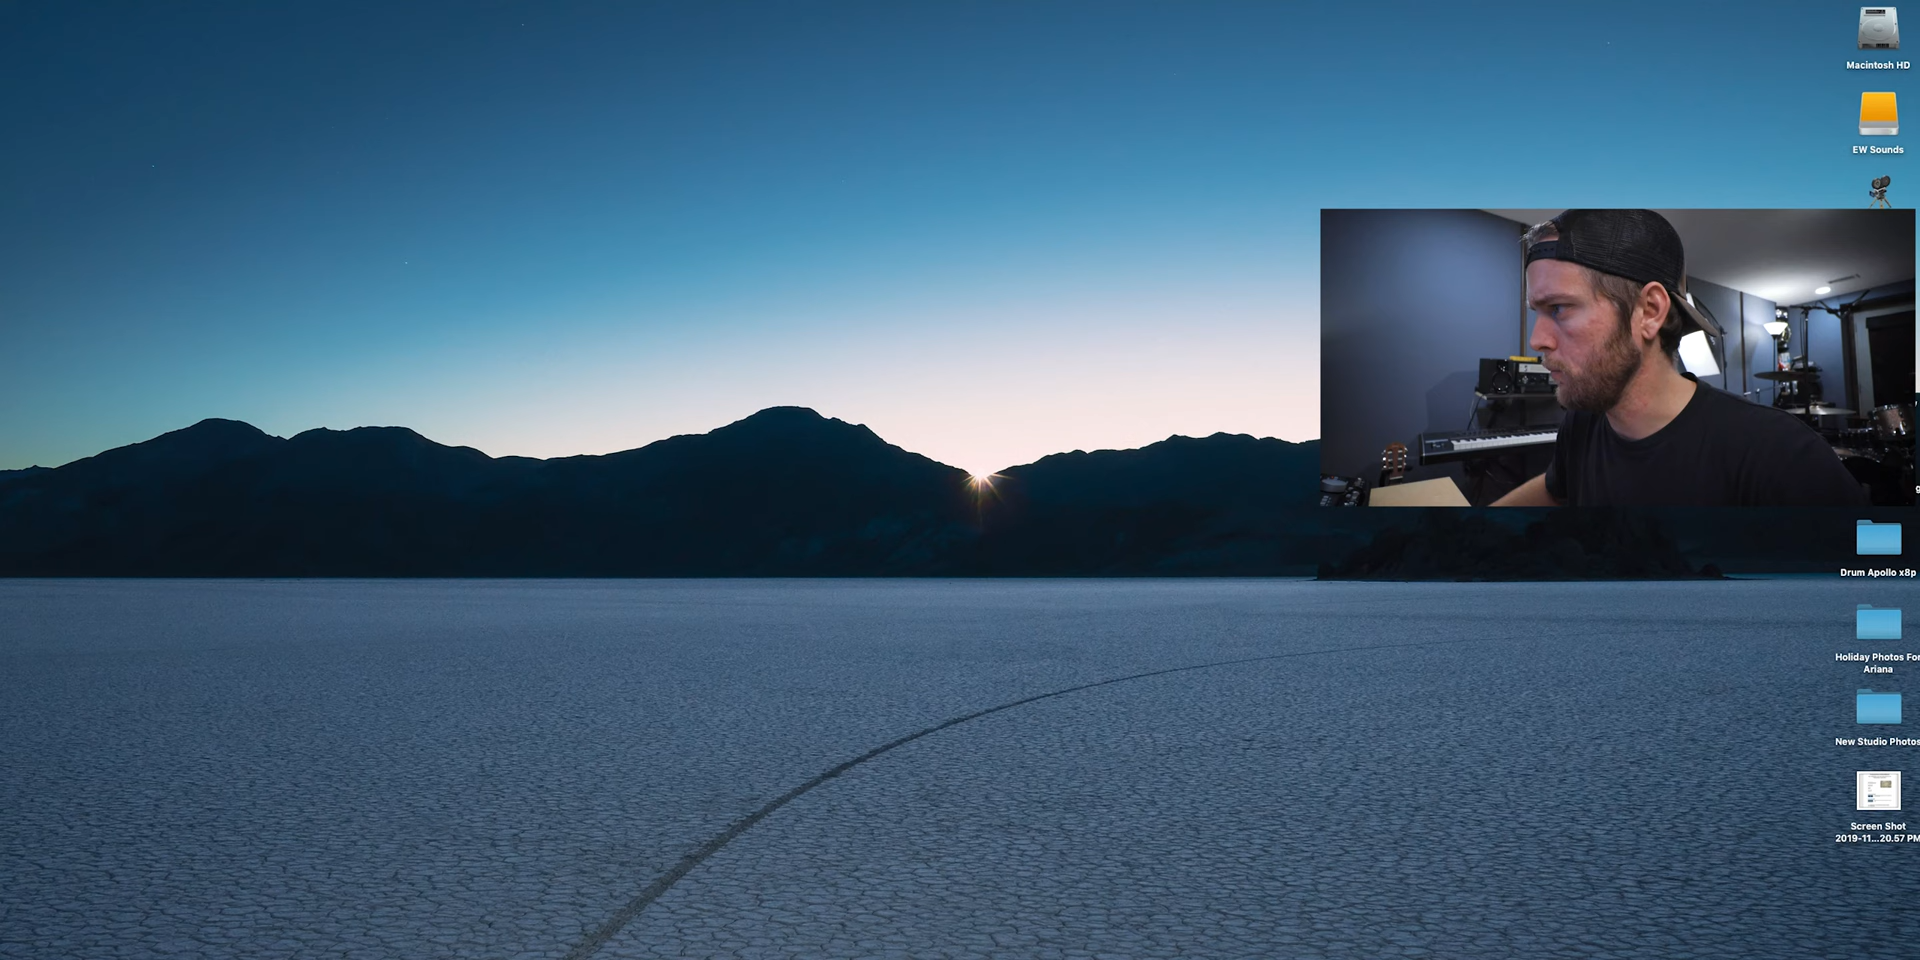 Macintosh HD
EW Sounds
Drum Apollo x8p
Holiday Photos For
Ariana
New Studio Photos
Screen Shot
2019-11...20.57 PM